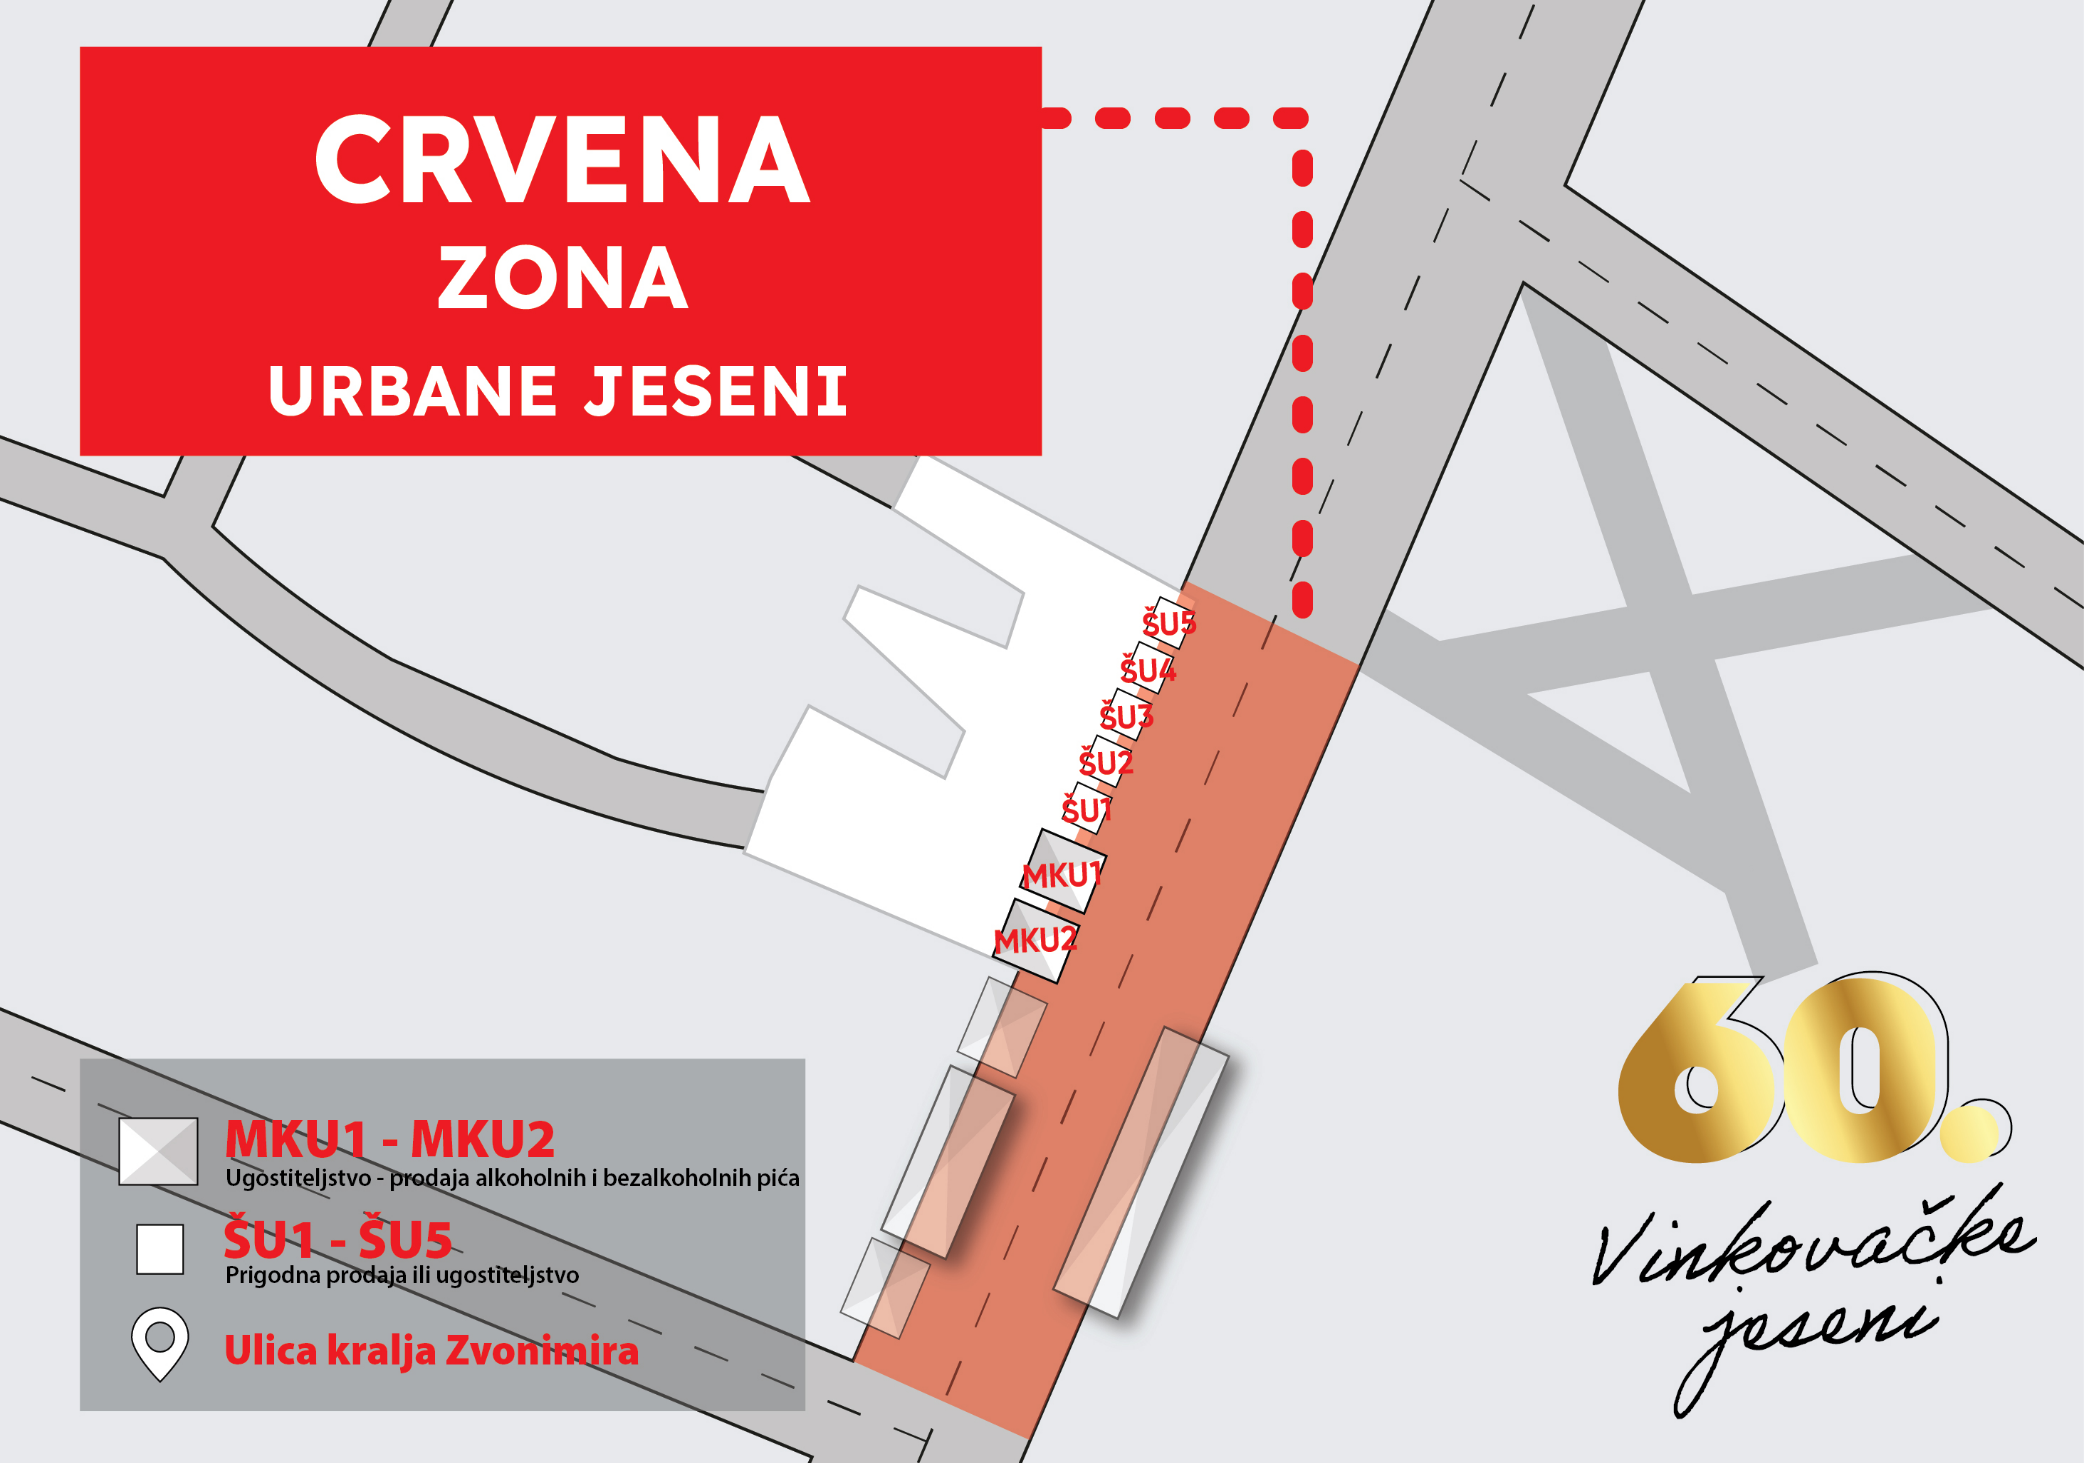 CRVENA
ZONA
URBANE JESENI
ŠU5
ŠU4
ŠU3
ŠU2
ŠU1
MKU1
MKU2
MKU1 - MKU2
Ugostiteljstvo - prodaja alkoholnih i bezalkoholnih pića
ŠU1 - ŠU5
Prigodna prodaja ili ugostiteljstvo
Ulica kralja Zvonimira
60.
Vinkovačke
jeseni